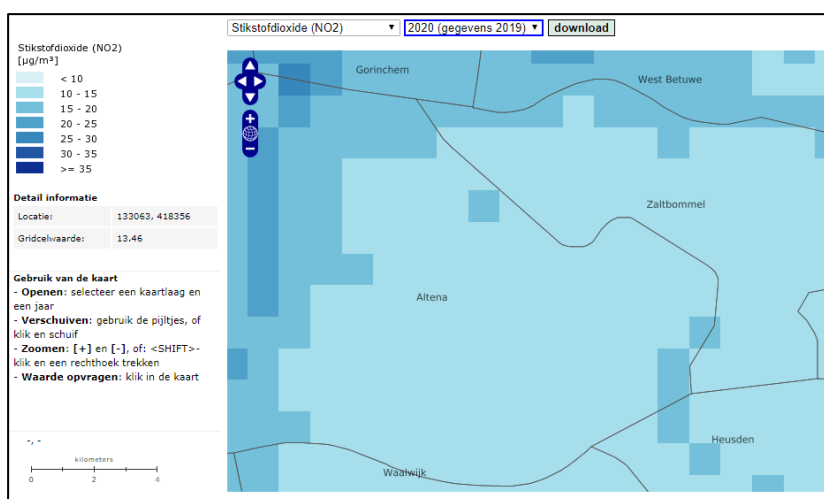 Stikstofdioxide (NO2)
2020 (gegevens 2019)
download
Stikstofdioxide (NO2)
[µg/m³]
< 10
10 - 15
15 - 20
20 - 25
25 - 30
30 - 35
>= 35
Detail informatie
Locatie: 133063, 418356
Gridcelwaarde: 13.46
Gebruik van de kaart
- Openen: selecteer een kaartlaag en
een jaar
- Verschuiven: gebruik de pijltjes, of
klik en schuif
- Zoomen: [+] en [-], of: <SHIFT>-
klik en een rechthoek trekken
- Waarde opvragen: klik in de kaart
-, -
kilometers
0 2 4
Gorinchem
West Betuwe
Zaltbommel
Altena
Heusden
Waalwijk